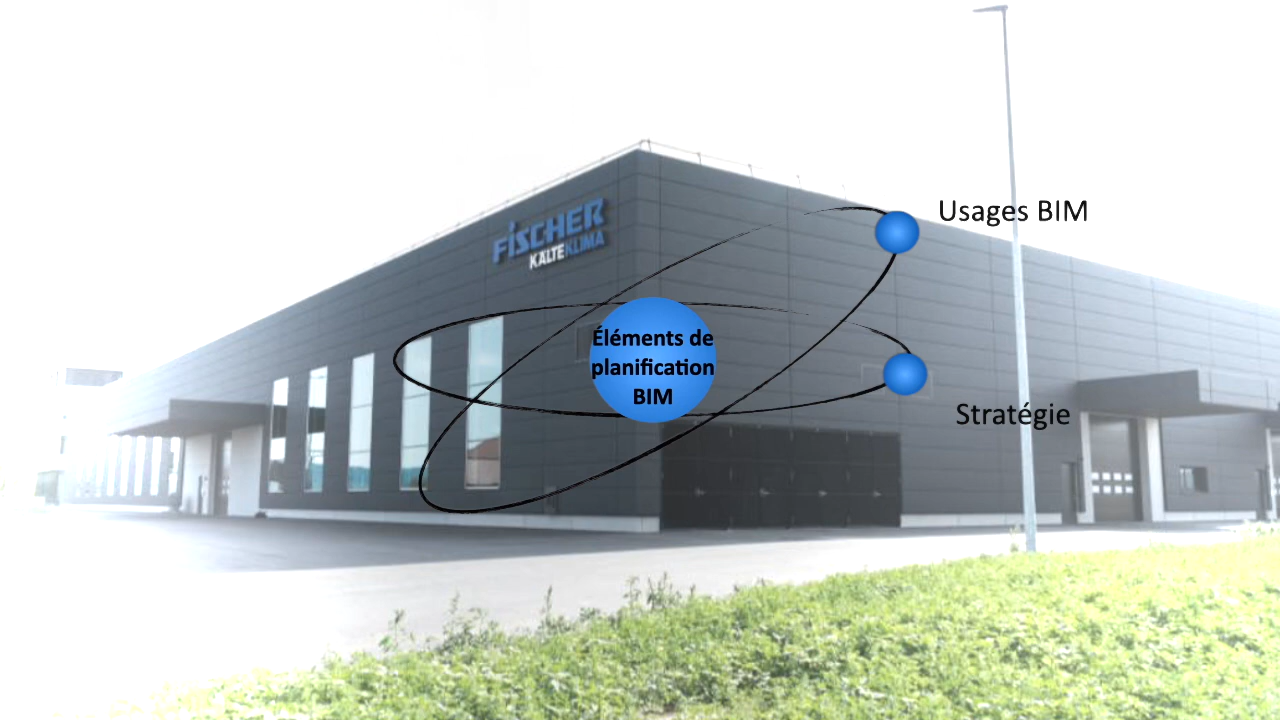 FISCHER
KÄLTEKLIMA
Usages BIM
Éléments de
planification
BIM
Stratégie